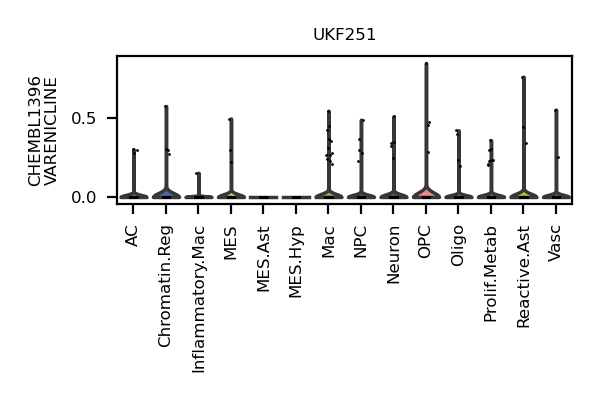 UKF251
CHEMBL1396
VARENICLINE
0.5
0.0
AC
Chromatin.Reg
Inflammatory.Mac
MES
MES.Ast
MES.Hyp
Mac
NPC
Neuron
OPC
Oligo
Prolif.Metab
Reactive.Ast
Vasc